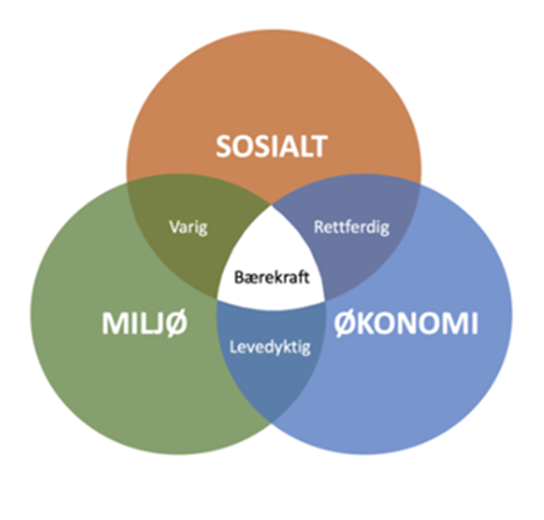 SOSIALT
Varig
Rettferdig
Bærekraft
MILJØ
ØKONOMI
Levedyktig